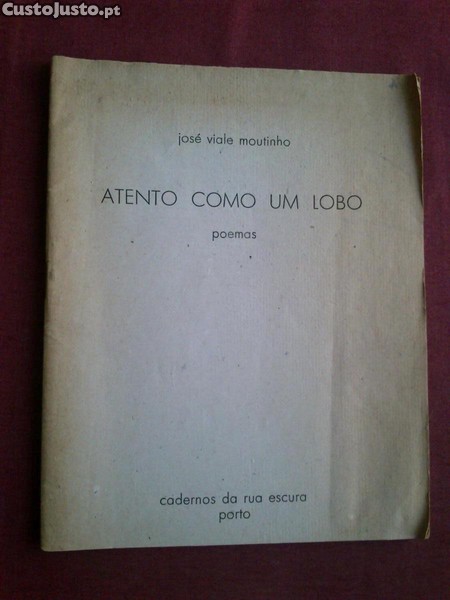 CustoJusto.pt
josé viale moutinho
ATENTO COMO UM LOBO
poemas
cadernos da rua escura
porto